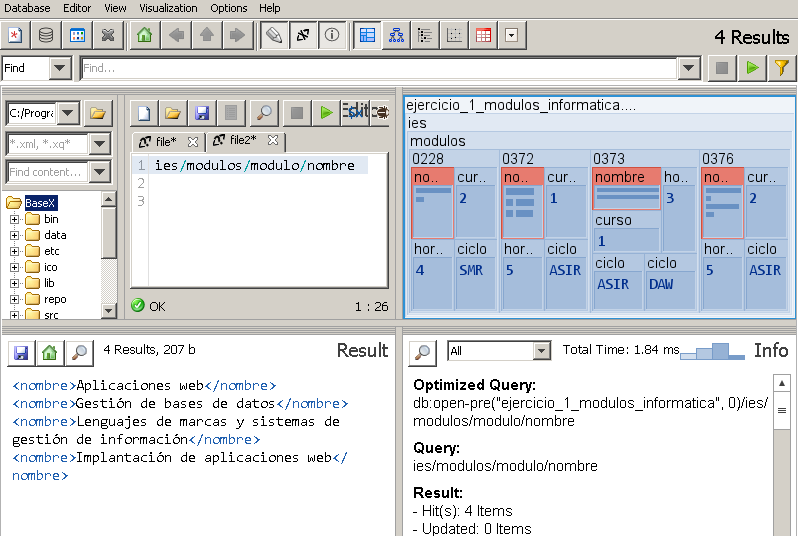 Database Editor View Visualization Options Help
4 Results
Find
Find...
C:/Progra
*.xml, *.xq*
Find content...
BaseX
bin
data
etc
ico
lib
repo
src
Editor
file*
file2*
1 ies/modulos/modulo/nombre
2
3
OK
1 : 26
ejercicio_1_modulos_informatica....
ies
modulos
0228 0372 0373 0376
no.. cur.. no.. cur.. nombre ho.. no.. cur..
2 1 3 2
curso
1
hor.. ciclo hor.. ciclo ciclo ciclo hor.. ciclo
4 SMR 5 ASIR ASIR DAW 5 ASIR
4 Results, 207 b
Result
<nombre>Aplicaciones web</nombre>
<nombre>Gestión de bases de datos</nombre>
<nombre>Lenguajes de marcas y sistemas de
gestión de información</nombre>
<nombre>Implantación de aplicaciones web</
nombre>
All
Total Time: 1.84 ms
Info
Optimized Query:
db:open-pre("ejercicio_1_modulos_informatica", 0)/ies/
modulos/modulo/nombre
Query:
ies/modulos/modulo/nombre
Result:
- Hit(s): 4 Items
- Updated: 0 Items